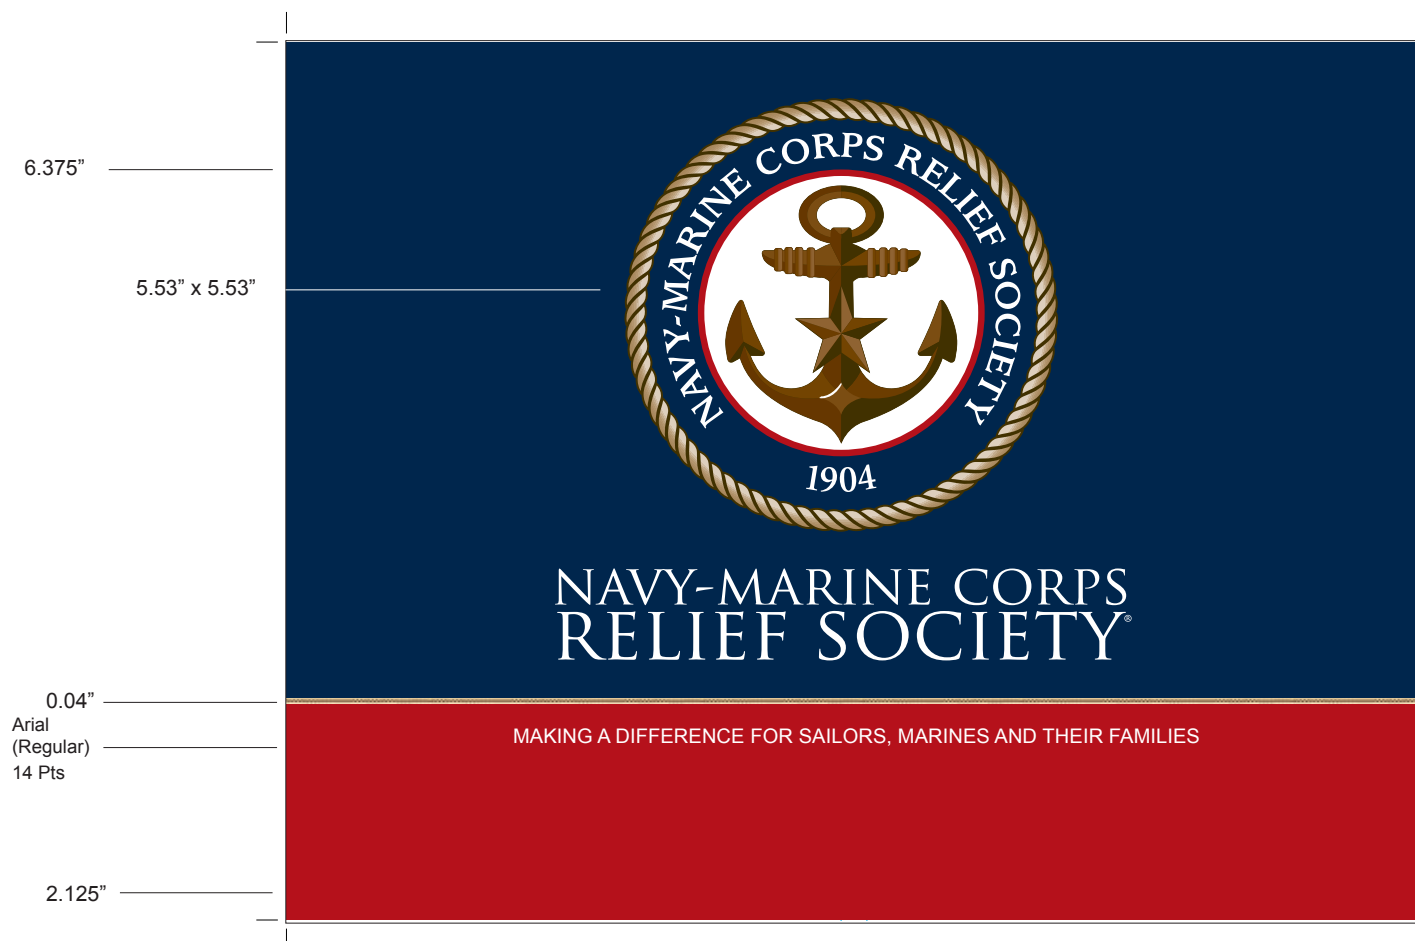 6.375”
5.53” x 5.53”
NAVY-MARINE CORPS RELIEF SOCIETY
1904
NAVY-MARINE CORPS
RELIEF SOCIETY®
0.04”
Arial
(Regular)
14 Pts
MAKING A DIFFERENCE FOR SAILORS, MARINES AND THEIR FAMILIES
2.125”